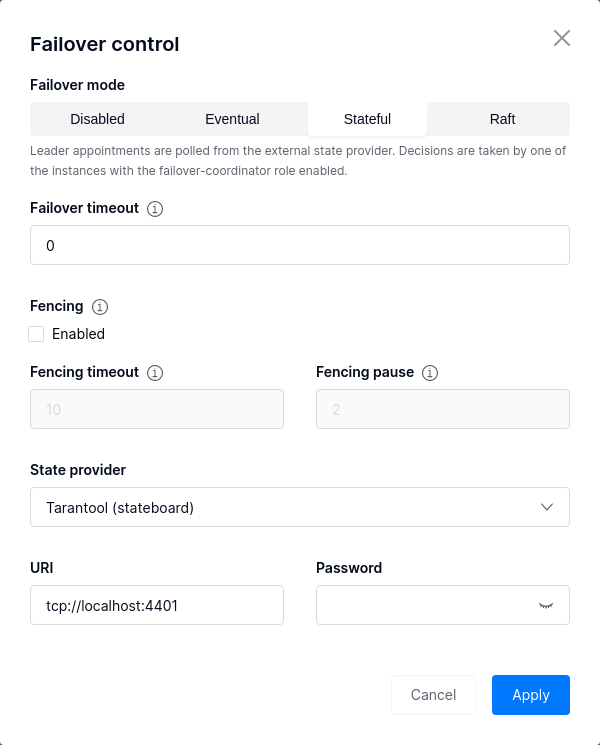 Failover control
Failover mode
Disabled Eventual Stateful Raft
Leader appointments are polled from the external state provider. Decisions are taken by one of
the instances with the failover-coordinator role enabled.
Failover timeout
0
Fencing
Enabled
Fencing timeout Fencing pause
10 2
State provider
Tarantool (stateboard)
URI Password
tcp://localhost:4401
Cancel Apply